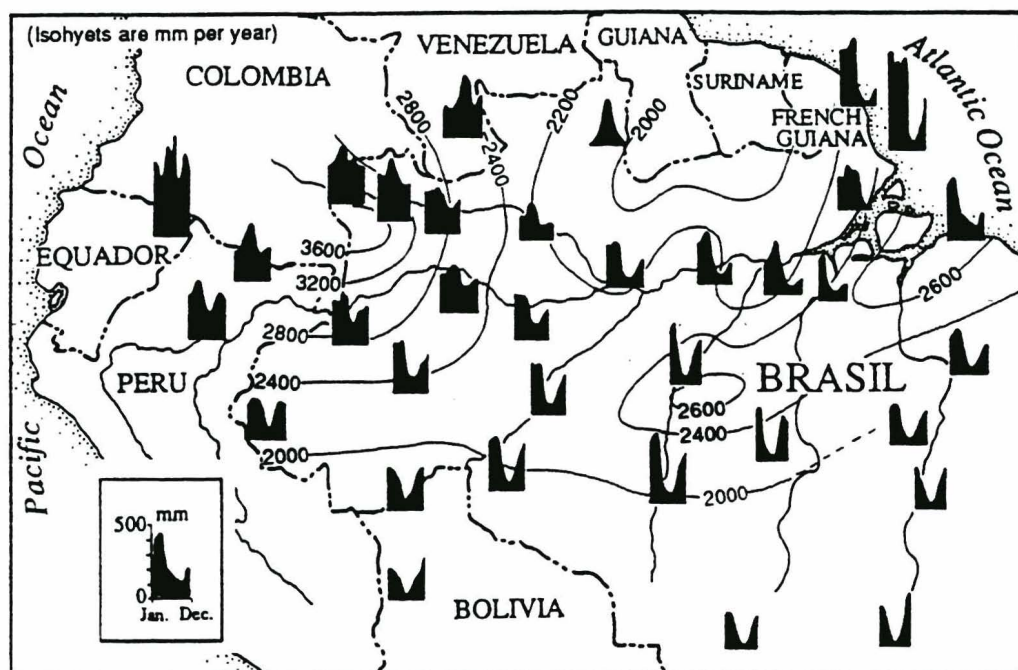 (Isohyets are mm per year)
VENEZUELA
GUIANA
COLOMBIA
SURINAME
FRENCH
GUIANA
Atlantic Ocean
Ocean
Pacific
2800
2400
2200
2000
EQUADOR
3600
3200
2800
2400
2000
2600
PERU
BRASIL
2600
2400
2000
BOLIVIA
mm
500
0
Jan. Dec.